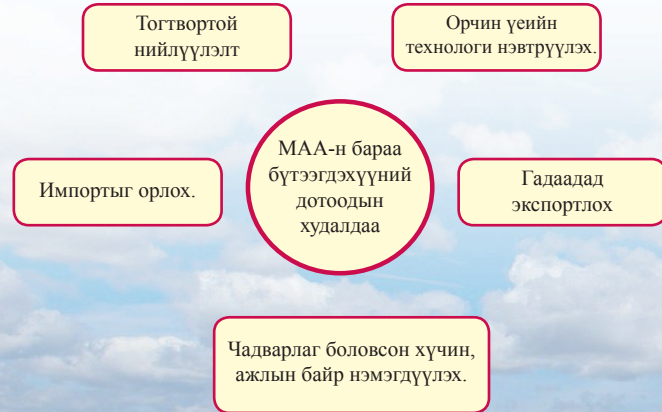 Тогтвортой
нийлүүлэлт
Орчин үеийн
технологи нэвтрүүлэх.
МАА-н бараа
бүтээгдэхүүний
дотоодын
худалдаа
Импортыг орлох.
Гадаадад
экспортлох
Чадварлаг боловсон хүчин,
ажлын байр нэмэгдүүлэх.